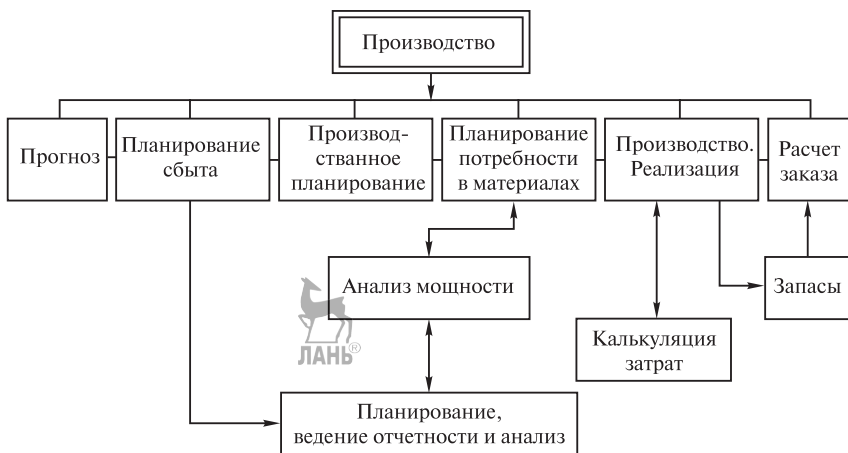 Производство
Прогноз
Планирование
сбыта
Производ-
ственное
планирование
Планирование
потребности
в материалах
Производство.
Реализация
Расчет
заказа
Анализ мощности
Запасы
ЛАНЬ®
Калькуляция
затрат
Планирование,
ведение отчетности и анализ